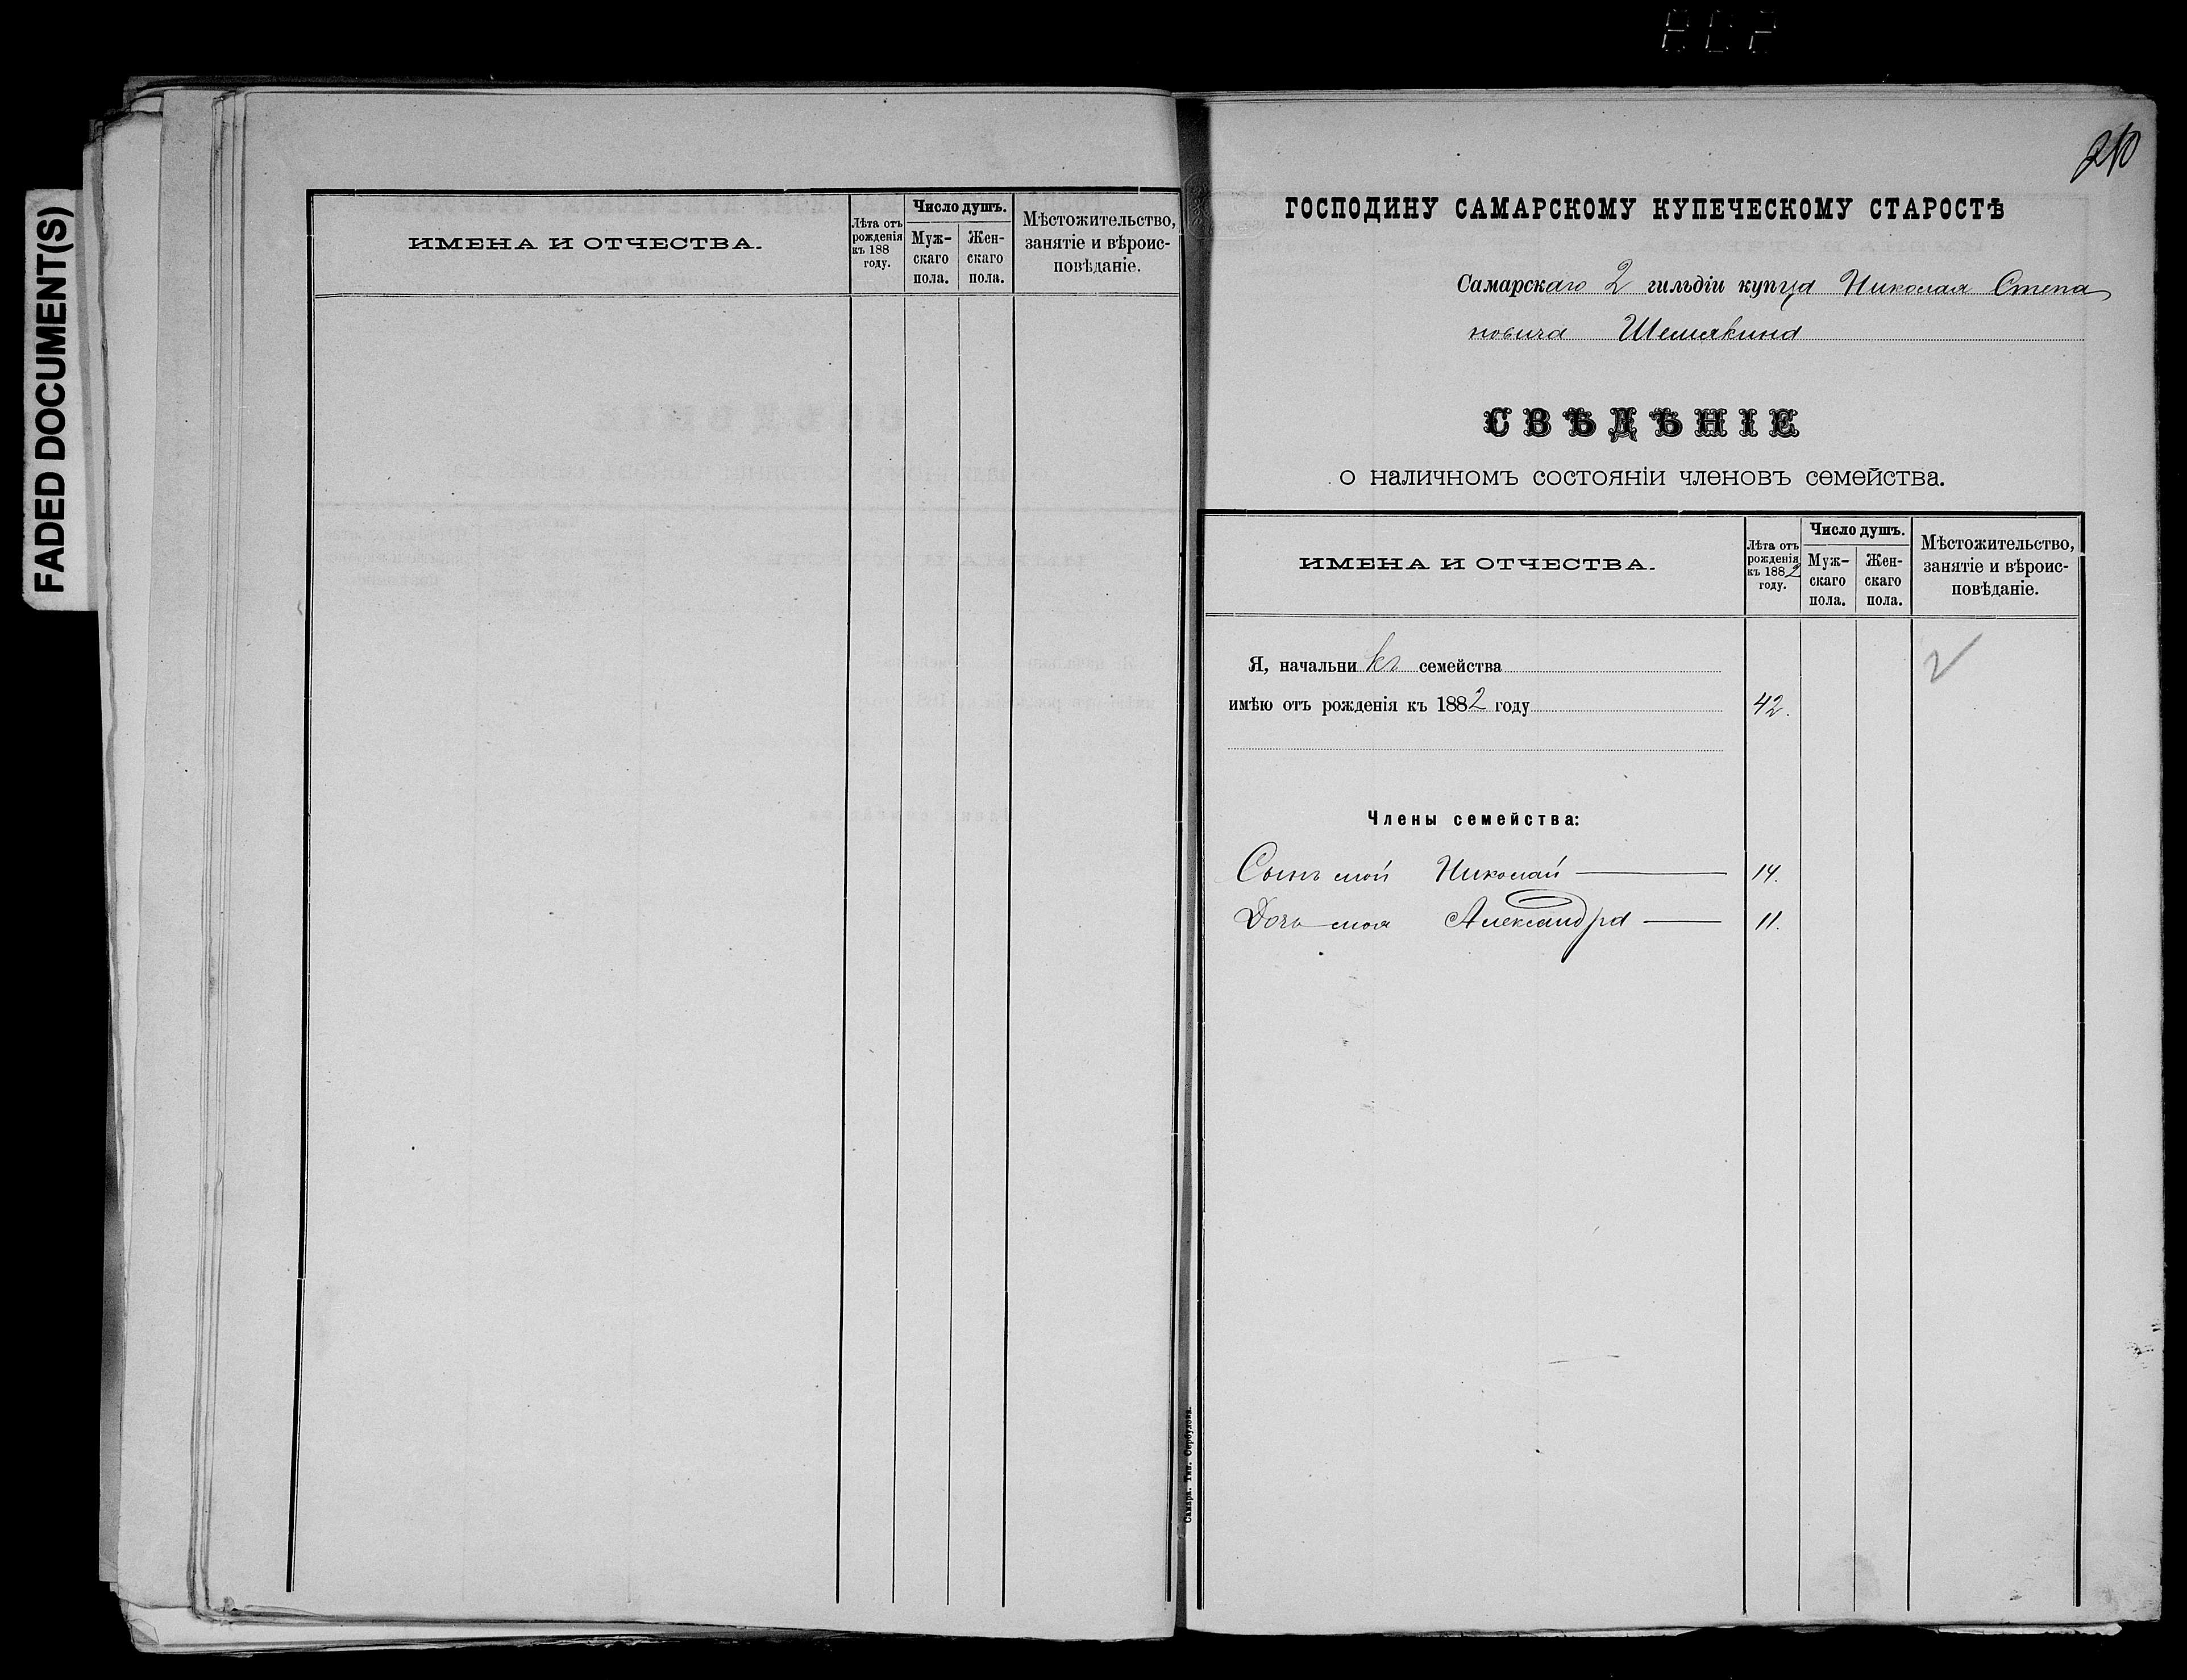 FADED DOCUMENT(S)
ИМЕНА И ОТЧЕСТВА.
Лѣта отъ рожденія къ 188 году.
Число душъ.
Муж-
скаго
пола.
Жен-
скаго
пола.
Мѣстожительство,
занятіе и вѣроис-
повѣданіе.
210
ГОСПОДИНУ САМАРСКОМУ КУПЕЧЕСКОМУ СТАРОСТѢ
Самарскаго 2 гильдіи купца Николая Степа
новича Шемякина
СВѢДѢНІЕ
о наличномъ состояніи членовъ семейства.
ИМЕНА И ОТЧЕСТВА.
Лѣта отъ
рожденія
къ 1882
году.
Число душъ.
Муж-
скаго
пола.
Жен-
скаго
пола.
Мѣстожительство,
занятіе и вѣроис-
повѣданіе.
Я, начальникъ семейства
имѣю отъ рожденія къ 1882 году 42.
Члены семейства:
Сынъ мой Николай 14.
Дочь моя Александра 11.
Самара. Тип. Сербулова.